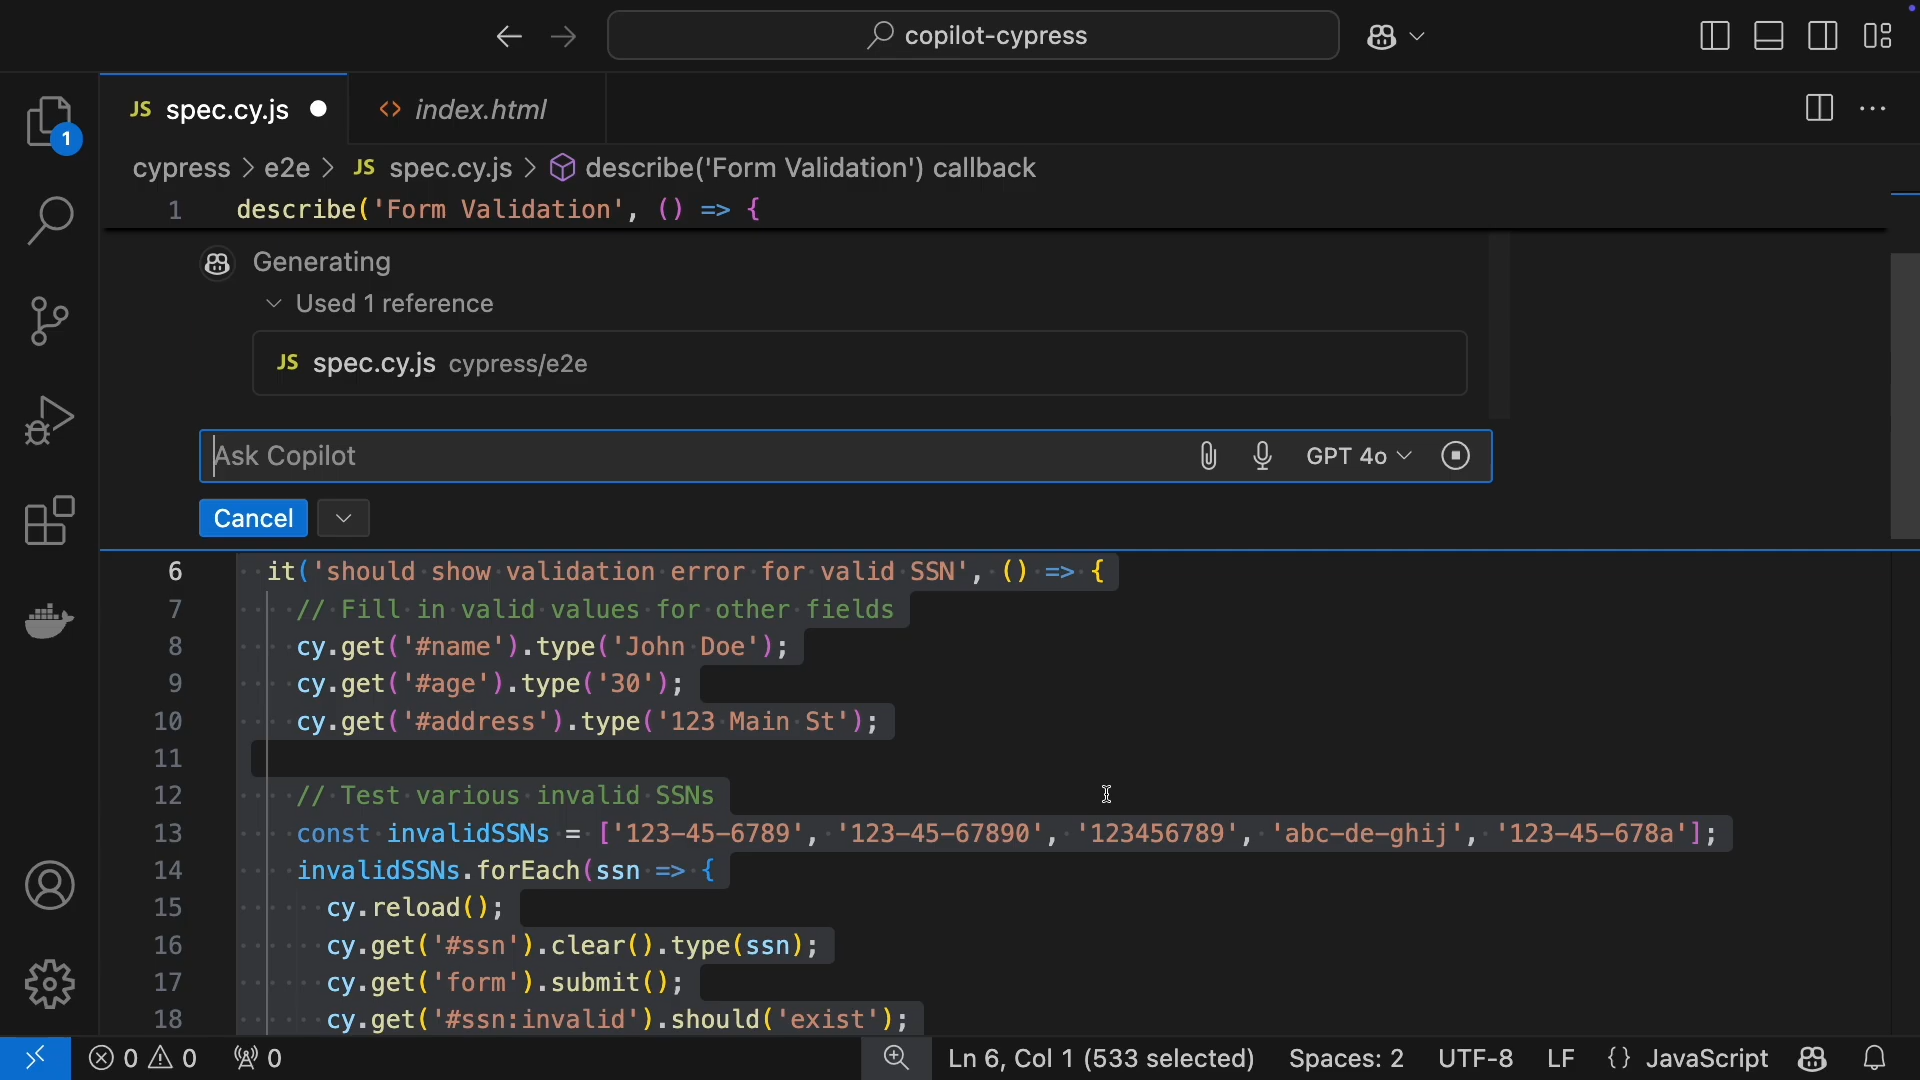 copilot-cypress
JS spec.cy.js
<> index.html
1
cypress > e2e > JS spec.cy.js > describe('Form Validation') callback
1 describe('Form Validation', () => {
Generating
Used 1 reference
JS spec.cy.js cypress/e2e
Ask Copilot
GPT 4o
Cancel
6 it('should show validation error for valid SSN', () => {
7 // Fill in valid values for other fields
8 cy.get('#name').type('John Doe');
9 cy.get('#age').type('30');
10 cy.get('#address').type('123 Main St');
11
12 // Test various invalid SSNs
13 const invalidSSNs = ['123-45-6789', '123-45-67890', '123456789', 'abc-de-ghij', '123-45-678a'];
14 invalidSSNs.forEach(ssn => {
15 cy.reload();
16 cy.get('#ssn').clear().type(ssn);
17 cy.get('form').submit();
18 cy.get('#ssn:invalid').should('exist');
0 0 0 Ln 6, Col 1 (533 selected) Spaces: 2 UTF-8 LF {} JavaScript